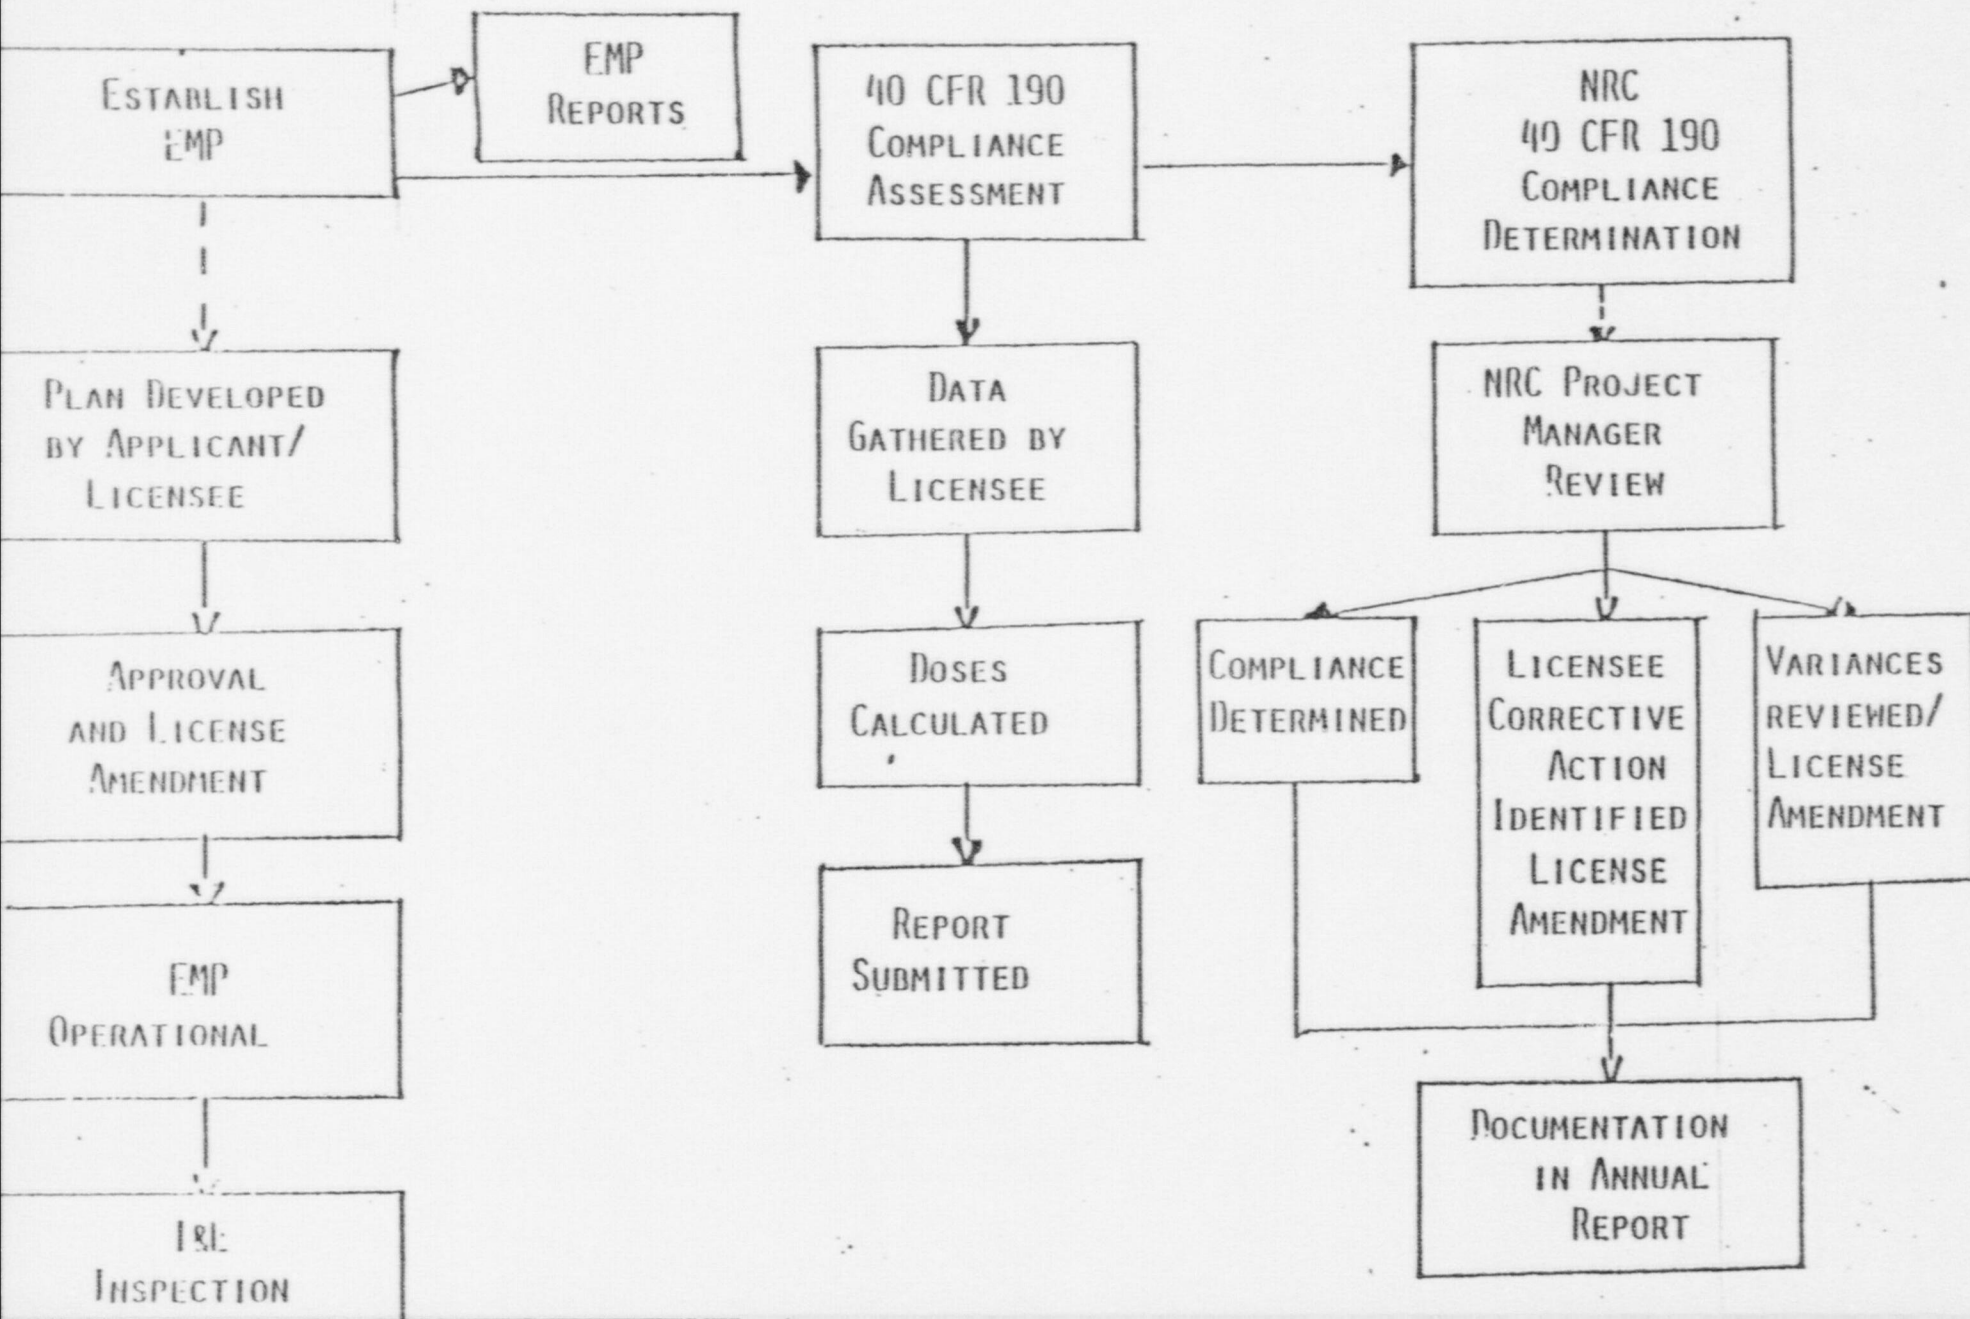 ESTABLISH
EMP
EMP
REPORTS
40 CFR 190
COMPLIANCE
ASSESSMENT
NRC
40 CFR 190
COMPLIANCE
DETERMINATION
PLAN DEVELOPED
BY APPLICANT/
LICENSEE
APPROVAL
AND LICENSE
AMENDMENT
EMP
OPERATIONAL
I&E
INSPECTION
DATA
GATHERED BY
LICENSEE
DOSES
CALCULATED
REPORT
SUBMITTED
NRC PROJECT
MANAGER
REVIEW
COMPLIANCE
DETERMINED
LICENSEE
CORRECTIVE
ACTION
IDENTIFIED
LICENSE
AMENDMENT
VARIANCES
REVIEWED/
LICENSE
AMENDMENT
DOCUMENTATION
IN ANNUAL
REPORT